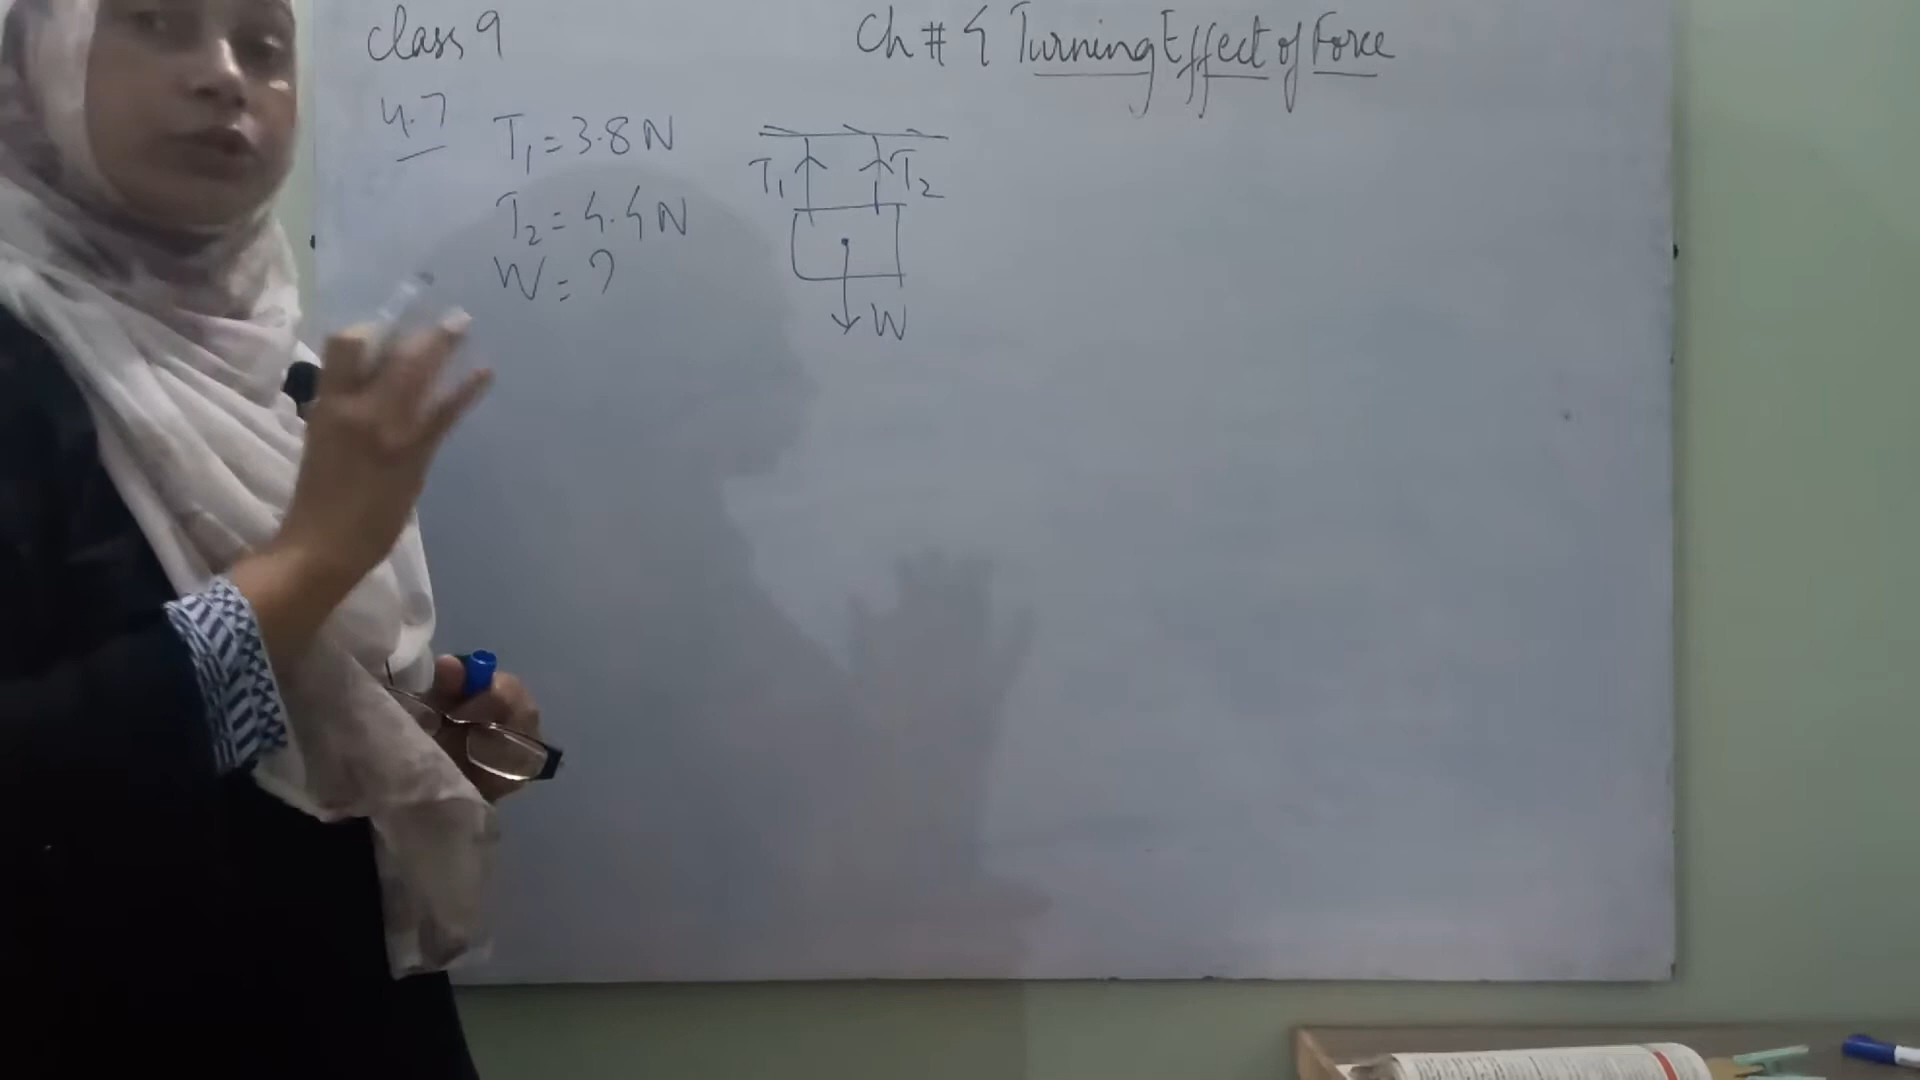 Class 9
Ch # 4 Turning Effect of Force
4.7
T₁ = 3.8 N
T₂ = 4.4 N
W = ?
T₁
T₂
W